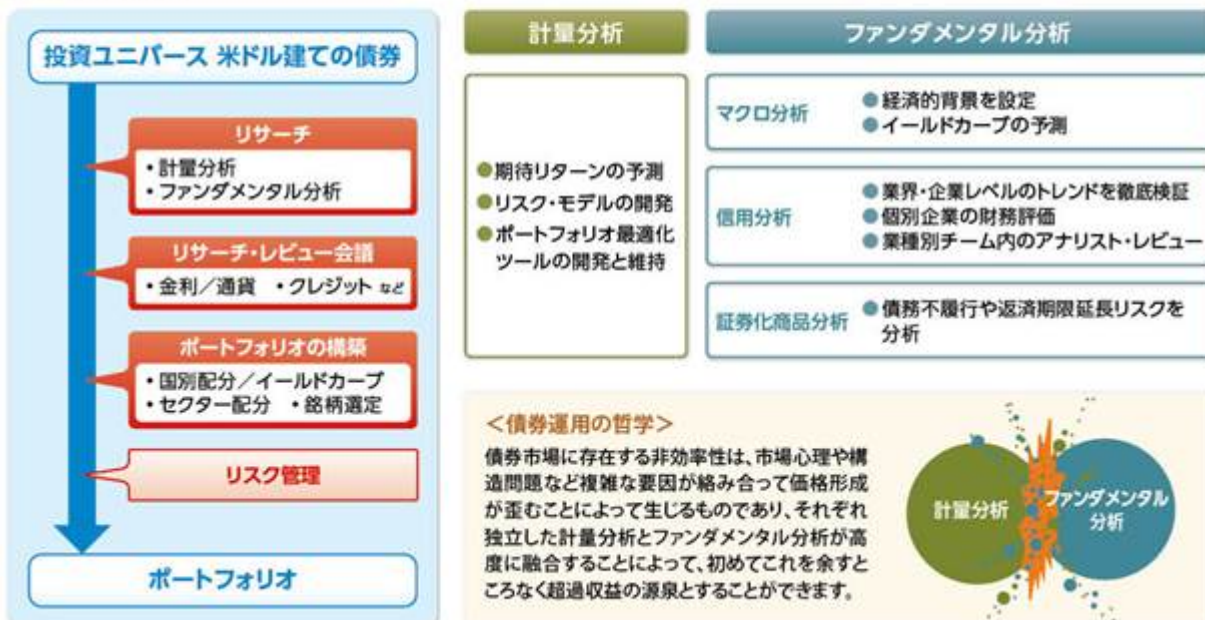 投資ユニバース 米ドル建ての債券
リサーチ
・計量分析
・ファンダメンタル分析
リサーチ・レビュー会議
・金利／通貨 ・クレジット など
ポートフォリオの構築
・国別配分／イールドカーブ
・セクター配分 ・銘柄選定
リスク管理
ポートフォリオ
計量分析
●期待リターンの予測
●リスク・モデルの開発
●ポートフォリオ最適化
ツールの開発と維持
ファンダメンタル分析
マクロ分析
●経済的背景を設定
●イールドカーブの予測
信用分析
●業界・企業レベルのトレンドを徹底検証
●個別企業の財務評価
●業種別チーム内のアナリスト・レビュー
証券化商品分析
●債務不履行や返済期限延長リスクを
分析
＜債券運用の哲学＞
債券市場に存在する非効率性は、市場心理や構
造問題など複雑な要因が絡み合って価格形成
が歪むことによって生じるものであり、それぞれ
独立した計量分析とファンダメンタル分析が高
度に融合することによって、初めてこれを余すと
ころなく超過収益の源泉とすることができます。
計量分析
ファンダメンタル
分析